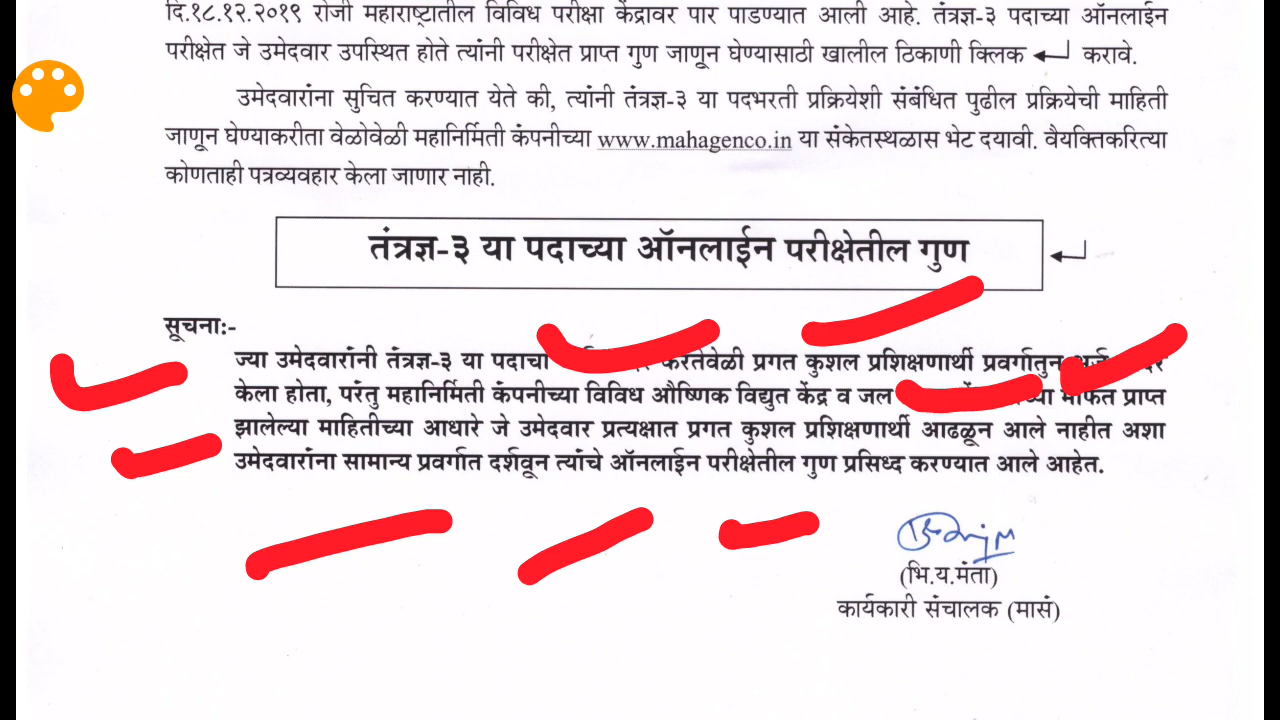 दि.१८.१२.२०१९ रोजी महाराष्ट्रातील विविध परीक्षा केंद्रावर पार पाडण्यात आली आहे. तंत्रज्ञ-३ पदाच्या ऑनलाईन
परीक्षेत जे उमेदवार उपस्थित होते त्यांनी परीक्षेत प्राप्त गुण जाणून घेण्यासाठी खालील ठिकाणी क्लिक करावे.
उमेदवारांना सुचित करण्यात येते की, त्यांनी तंत्रज्ञ-३ या पदभरती प्रक्रियेशी संबंधित पुढील प्रक्रियेची माहिती
जाणून घेण्याकरीता वेळोवेळी महानिर्मिती कंपनीच्या www.mahagenco.in या संकेतस्थळास भेट दयावी. वैयक्तिकरित्या
कोणताही पत्रव्यवहार केला जाणार नाही.
तंत्रज्ञ-३ या पदाच्या ऑनलाईन परीक्षेतील गुण
सूचना:-
ज्या उमेदवारांनी तंत्रज्ञ-३ या पदाचा करतेवेळी प्रगत कुशल प्रशिक्षणार्थी प्रवर्गातुन
केला होता, परंतु महानिर्मिती कंपनीच्या विविध औष्णिक विद्युत केंद्र व जल प्राप्त
झालेल्या माहितीच्या आधारे जे उमेदवार प्रत्यक्षात प्रगत कुशल प्रशिक्षणार्थी आढळून आले नाहीत अशा
उमेदवारांना सामान्य प्रवर्गात दर्शवून त्यांचे ऑनलाईन परीक्षेतील गुण प्रसिध्द करण्यात आले आहेत.
(भि.य.मंता)
कार्यकारी संचालक (मासं)